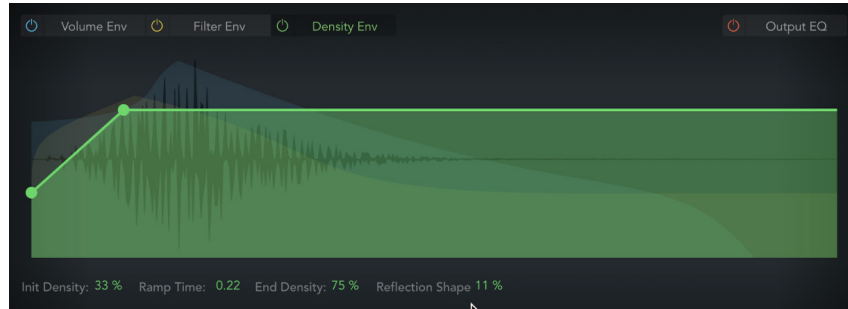 Volume Env Filter Env Density Env Output EQ
Init Density: 33 % Ramp Time: 0.22 End Density: 75 % Reflection Shape 11 %